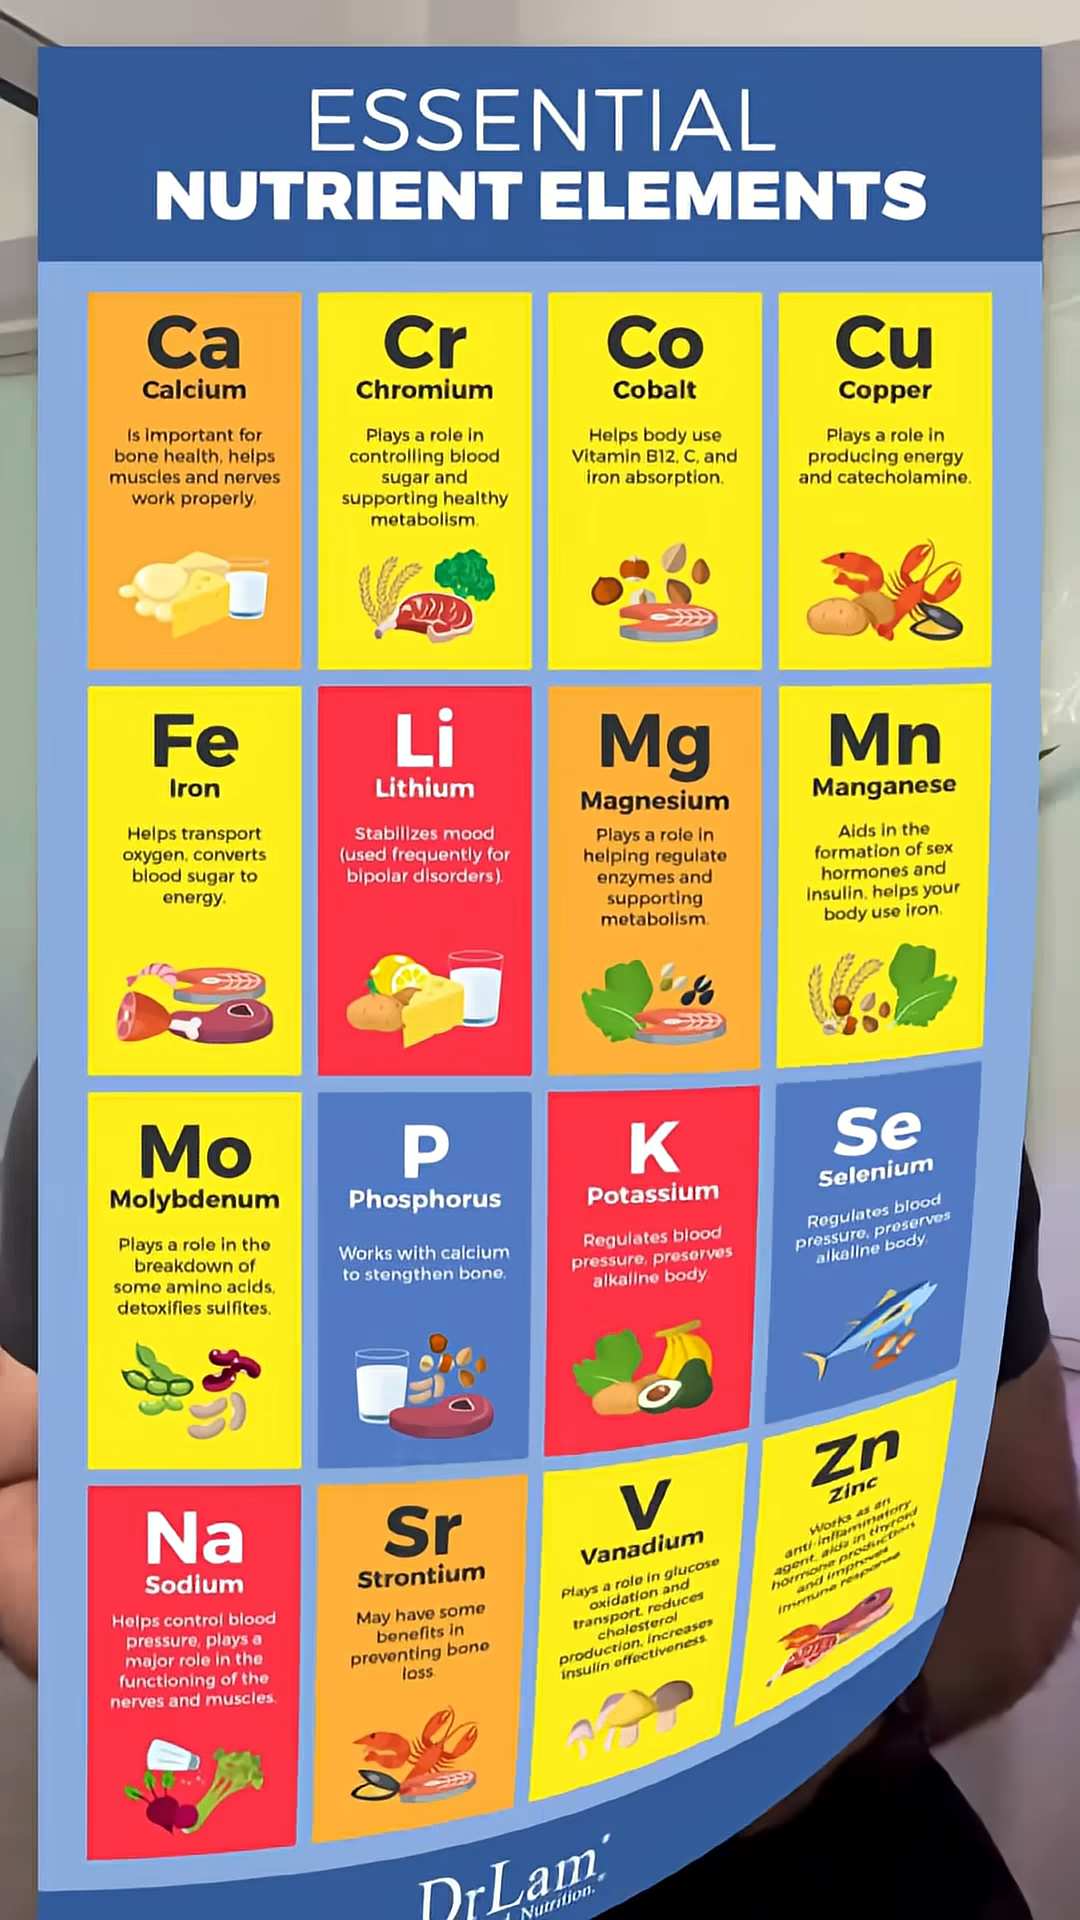 ESSENTIAL
NUTRIENT ELEMENTS
Ca
Calcium
Is important for
bone health, helps
muscles and nerves
work properly.
Cr
Chromium
Plays a role in
controlling blood
sugar and
supporting healthy
metabolism.
Co
Cobalt
Helps body use
Vitamin B12, C, and
iron absorption.
Cu
Copper
Plays a role in
producing energy
and catecholamine.
Fe
Iron
Helps transport
oxygen, converts
blood sugar to
energy.
Li
Lithium
Stabilizes mood
(used frequently for
bipolar disorders).
Mg
Magnesium
Plays a role in
helping regulate
enzymes and
supporting
metabolism.
Mn
Manganese
Aids in the
formation of sex
hormones and
insulin, helps your
body use iron.
Mo
Molybdenum
Plays a role in the
breakdown of
some amino acids,
detoxifies sulfites.
P
Phosphorus
Works with calcium
to stengthen bone.
K
Potassium
Regulates blood
pressure, preserves
alkaline body.
Se
Selenium
Regulates blood
pressure, preserves
alkaline body.
Na
Sodium
Helps control blood
pressure, plays a
major role in the
functioning of the
nerves and muscles.
Sr
Strontium
May have some
benefits in
preventing bone
loss.
V
Vanadium
Plays a role in glucose
oxidation and
transport, reduces
cholesterol
production, increases
insulin effectiveness.
Zn
Zinc
Works as an
anti-inflammatory
agent, aids in thyroid
hormone production
and improves
immune response.
DrLam
Nutrition.